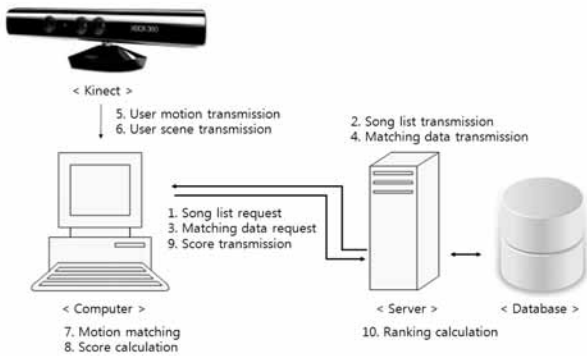 XBOX 360
< Kinect >
5. User motion transmission
6. User scene transmission
2. Song list transmission
4. Matching data transmission
1. Song list request
3. Matching data request
9. Score transmission
< Computer >
7. Motion matching
8. Score calculation
< Server >
10. Ranking calculation
< Database >